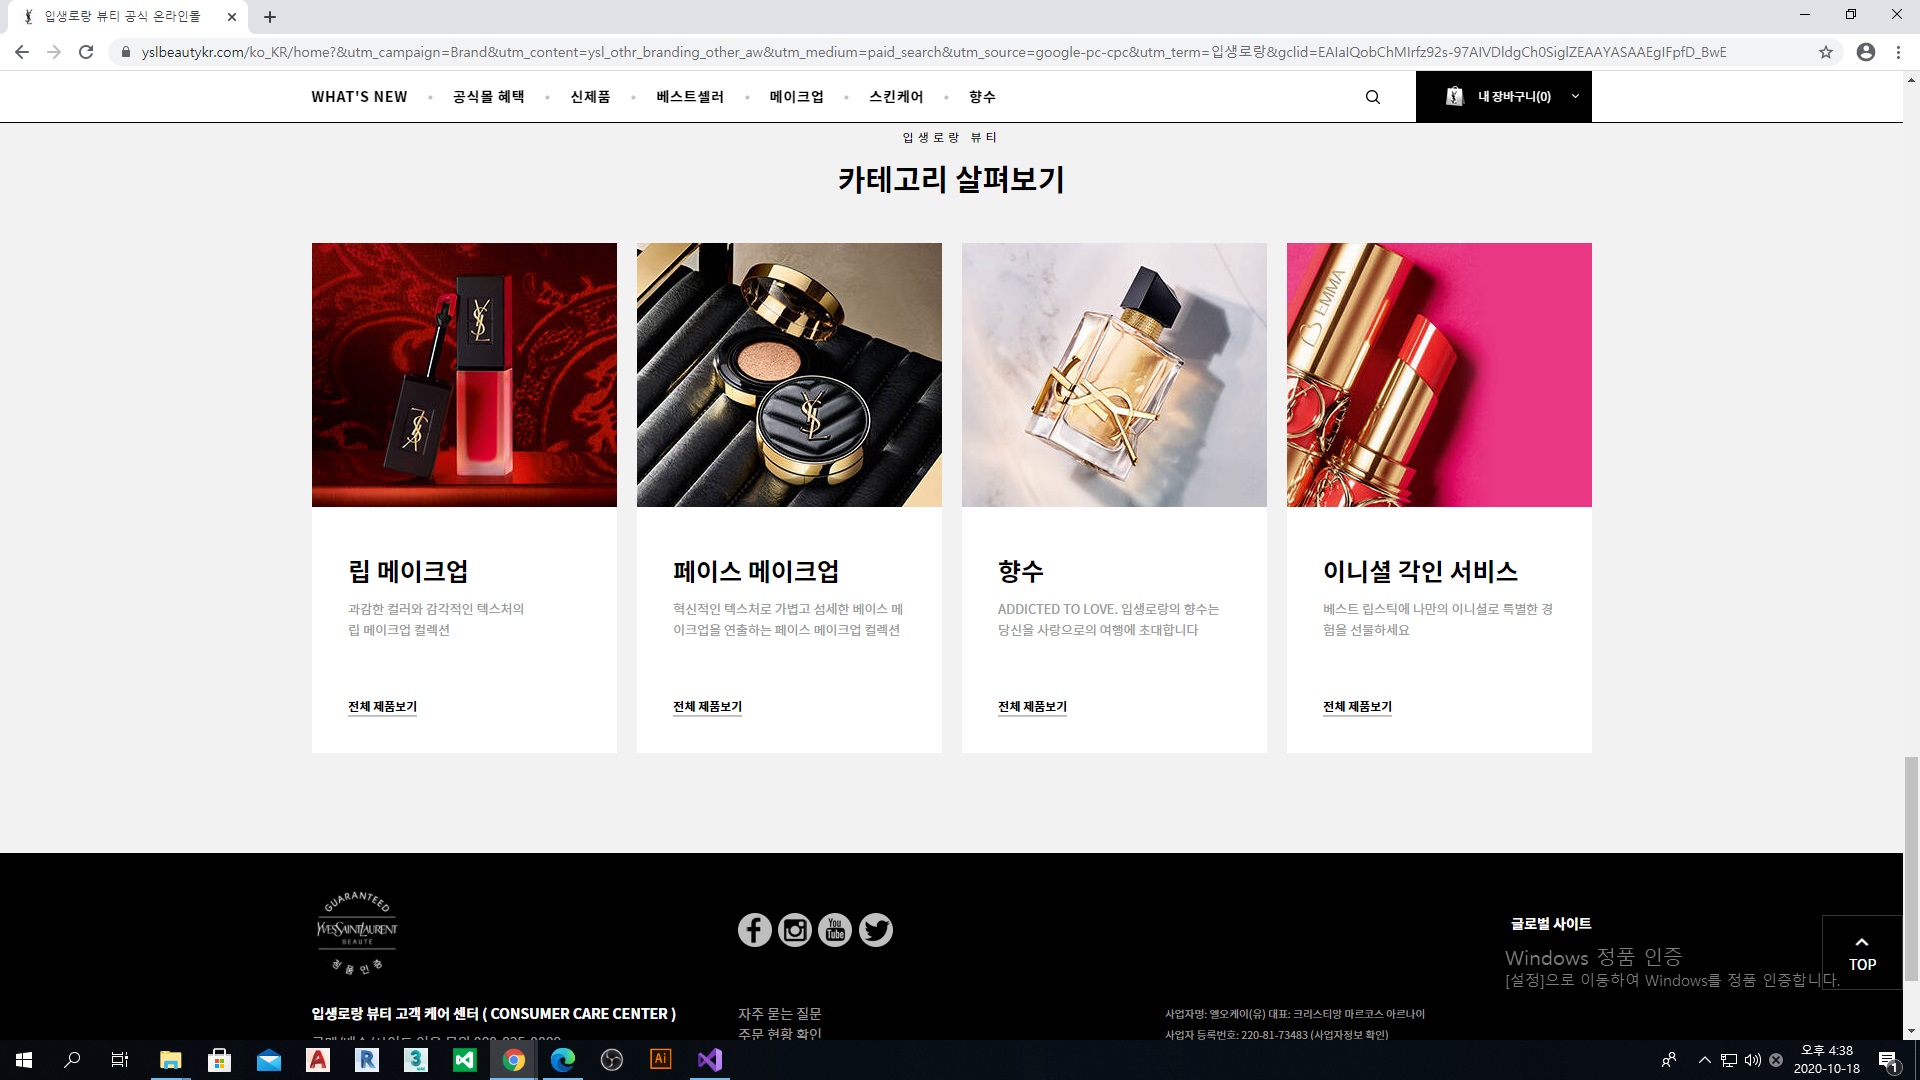 입생로랑 뷰티 공식 온라인몰
yslbeautykr.com/ko_KR/home?&utm_campaign=Brand&utm_content=ysl_othr_branding_other_aw&utm_medium=paid_search&utm_source=google-pc-cpc&utm_term=입생로랑&gclid=EAIaIQobChMIrfz92s-97AIVDldgCh0SiglZEAAYASAAEgIFpfD_BwE
WHAT'S NEW 공식몰 혜택 신제품 베스트셀러 메이크업 스킨케어 향수 내 장바구니(0)
입생로랑 뷰티
카테고리 살펴보기
YSL
YSL
YSL
EMMA
립 메이크업
과감한 컬러와 감각적인 텍스처의
립 메이크업 컬렉션
전체 제품보기
페이스 메이크업
혁신적인 텍스처로 가볍고 섬세한 베이스 메
이크업을 연출하는 페이스 메이크업 컬렉션
전체 제품보기
향수
ADDICTED TO LOVE. 입생로랑의 향수는
당신을 사랑으로의 여행에 초대합니다
전체 제품보기
이니셜 각인 서비스
베스트 립스틱에 나만의 이니셜로 특별한 경
험을 선물하세요
전체 제품보기
GUARANTEED
YVESSAINTLAURENT
BEAUTE
정품인증
You
Tube
글로벌 사이트
Windows 정품 인증
[설정]으로 이동하여 Windows를 정품 인증합니다.
TOP
입생로랑 뷰티 고객 케어 센터 ( CONSUMER CARE CENTER )
자주 묻는 질문
주문 현황 확인
사업자명: 엘오케이(유) 대표: 크리스티앙 마르코스 아르나이
사업자 등록번호: 220-81-73483 (사업자정보 확인)
오후 4:38
2020-10-18
1